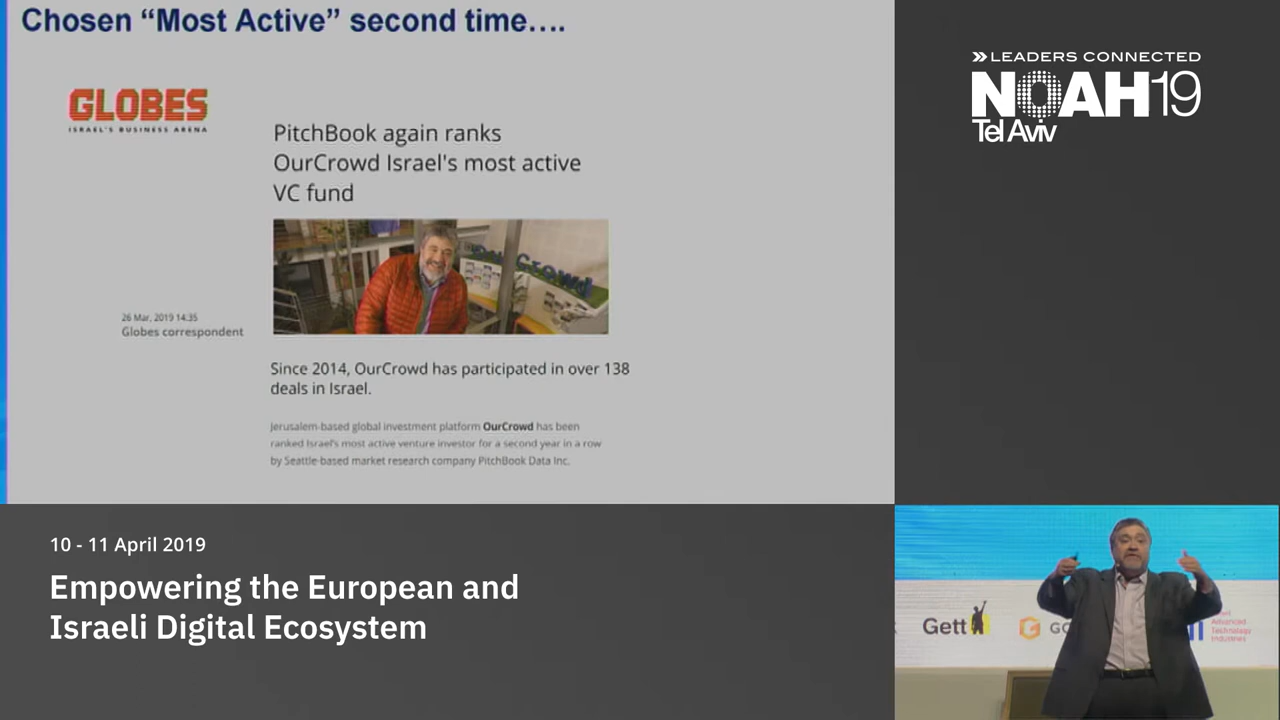 Chosen “Most Active” second time….
GLOBES
ISRAEL'S BUSINESS ARENA
PitchBook again ranks
OurCrowd Israel's most active
VC fund
OurCrowd
26 Mar, 2019 14:35
Globes correspondent
Since 2014, OurCrowd has participated in over 138
deals in Israel.
Jerusalem-based global investment platform OurCrowd has been
ranked Israel's most active venture investor for a second year in a row
by Seattle-based market research company PitchBook Data Inc.
LEADERS CONNECTED
NOAH19
Tel Aviv
10 - 11 April 2019
Empowering the European and
Israeli Digital Ecosystem
Gett
Advanced
Technology
Industries